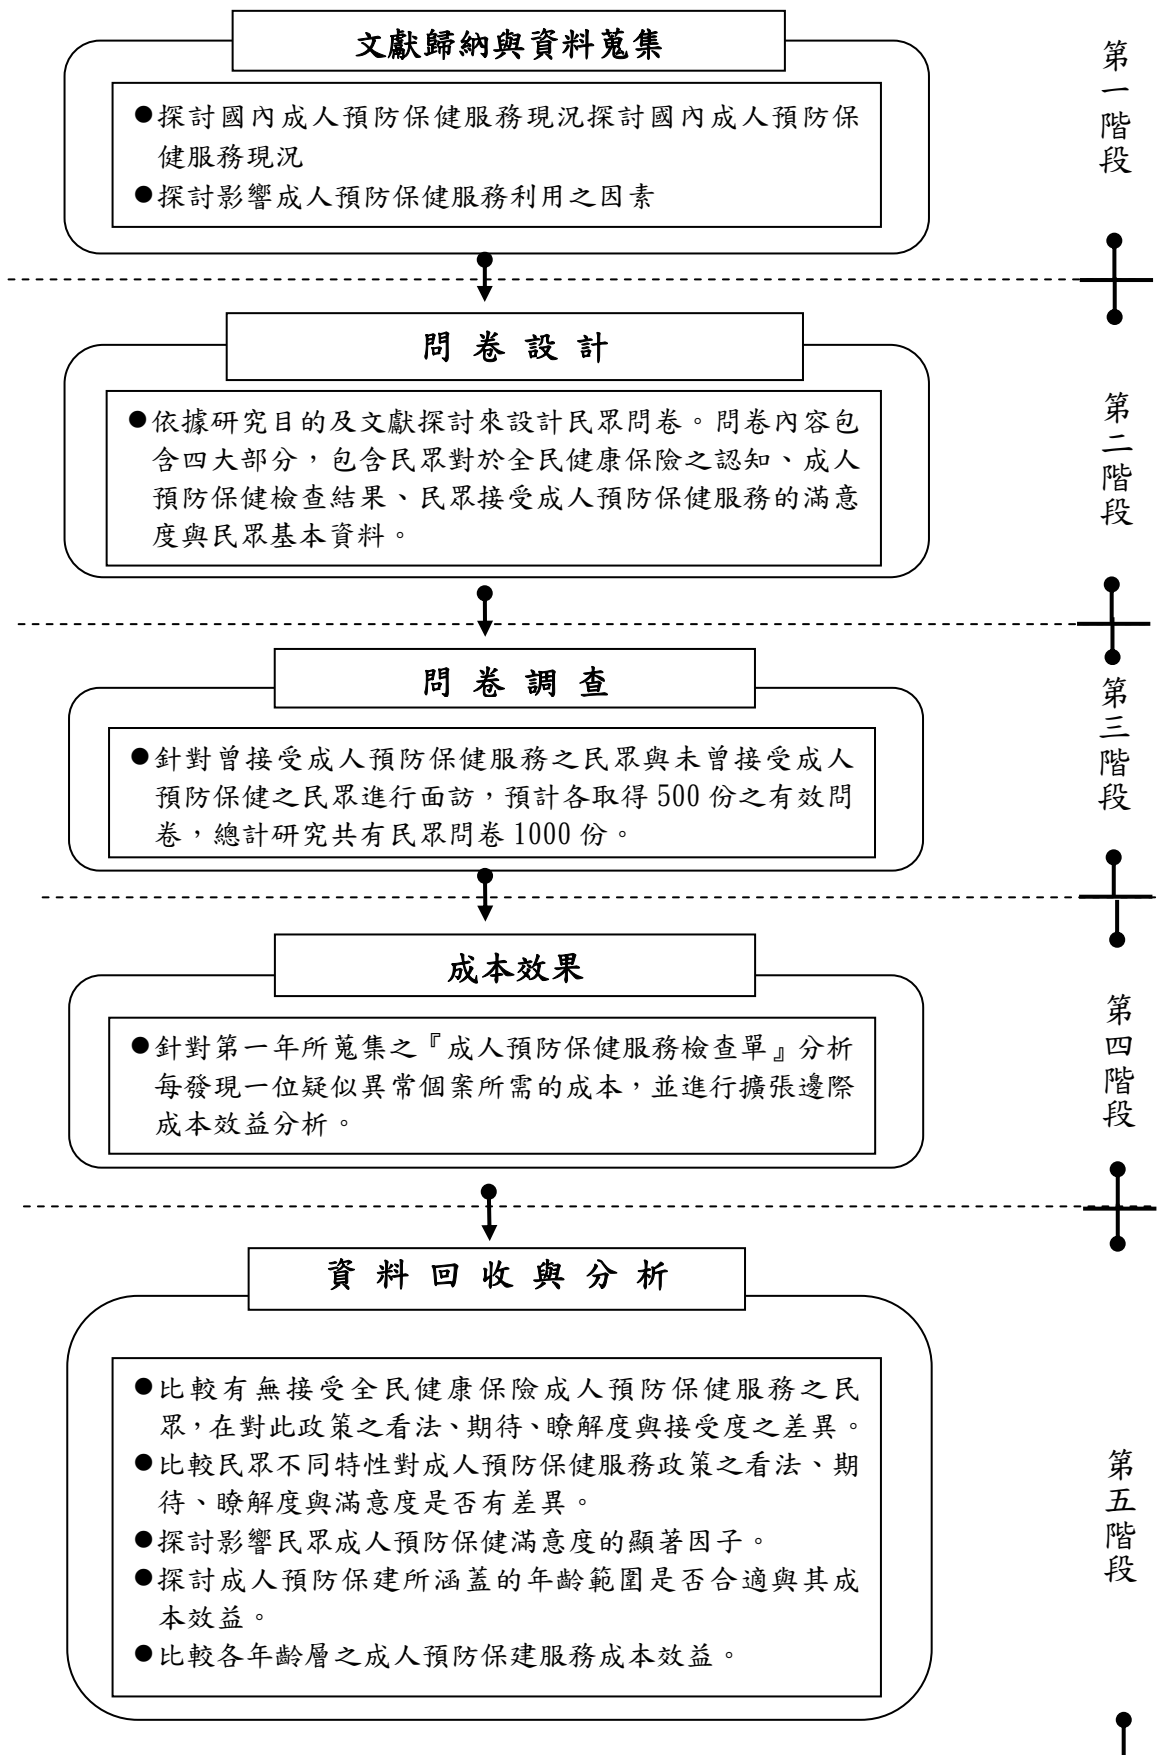 文獻歸納與資料蒐集
●探討國內成人預防保健服務現況探討國內成人預防保
健服務現況
●探討影響成人預防保健服務利用之因素
第一階段
問卷設計
●依據研究目的及文獻探討來設計民眾問卷。問卷內容包
含四大部分，包含民眾對於全民健康保險之認知、成人
預防保健檢查結果、民眾接受成人預防保健服務的滿意
度與民眾基本資料。
第二階段
問卷調查
●針對曾接受成人預防保健服務之民眾與未曾接受成人
預防保健之民眾進行面訪，預計各取得 500 份之有效問
卷，總計研究共有民眾問卷 1000 份。
第三階段
成本效果
●針對第一年所蒐集之『成人預防保健服務檢查單』分析
每發現一位疑似異常個案所需的成本，並進行擴張邊際
成本效益分析。
第四階段
資料回收與分析
●比較有無接受全民健康保險成人預防保健服務之民
眾，在對此政策之看法、期待、瞭解度與接受度之差異。
●比較民眾不同特性對成人預防保健服務政策之看法、期
待、瞭解度與滿意度是否有差異。
●探討影響民眾成人預防保健滿意度的顯著因子。
●探討成人預防保建所涵蓋的年齡範圍是否合適與其成
本效益。
●比較各年齡層之成人預防保建服務成本效益。
第五階段